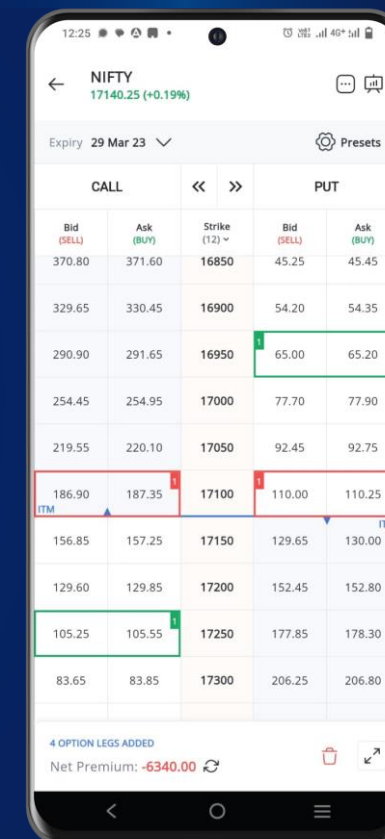 12:25 4G+
NIFTY
17140.25 (+0.19%)
Expiry 29 Mar 23 Presets
CALL PUT
Bid Ask Strike Bid Ask
(SELL) (BUY) (12) (SELL) (BUY)
370.80 371.60 16850 45.25 45.45
329.65 330.45 16900 54.20 54.35
1
290.90 291.65 16950 65.00 65.20
254.45 254.95 17000 77.70 77.90
219.55 220.10 17050 92.45 92.75
1 1
186.90 187.35 17100 110.00 110.25
ITM
156.85 157.25 17150 129.65 130.00
129.60 129.85 17200 152.45 152.80
1
105.25 105.55 17250 177.85 178.30
83.65 83.85 17300 206.25 206.80
4 OPTION LEGS ADDED
Net Premium: -6340.00